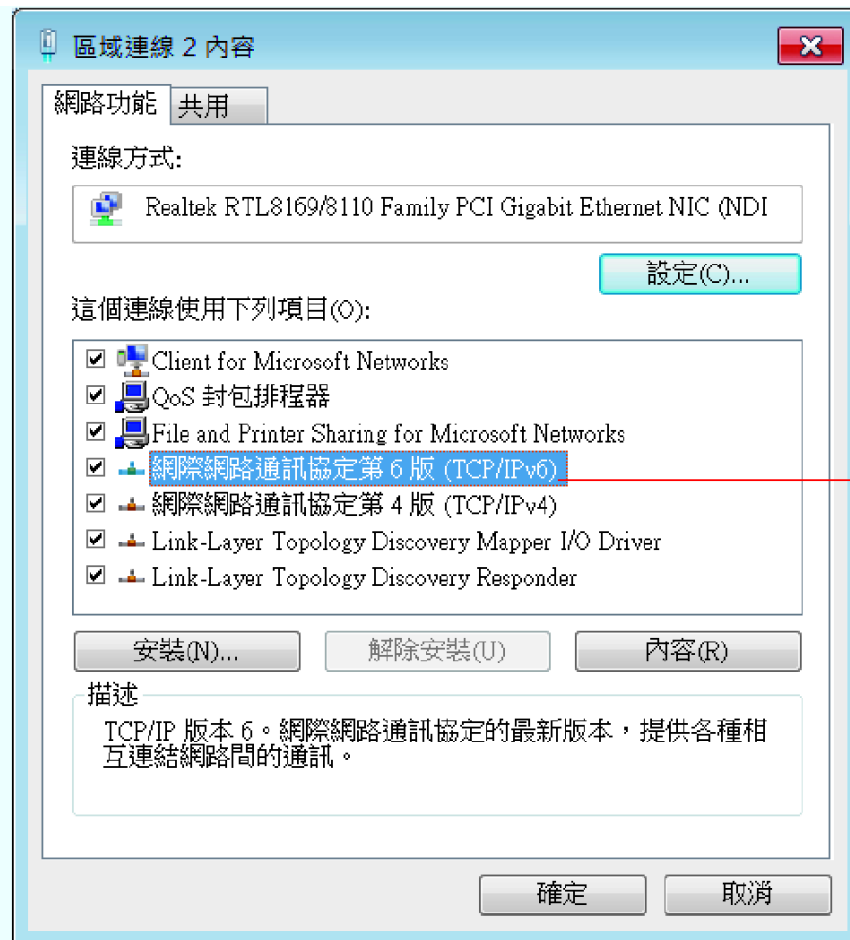 區域連線 2 內容
網路功能 共用
連線方式:
Realtek RTL8169/8110 Family PCI Gigabit Ethernet NIC (NDI
設定(C)...
這個連線使用下列項目(O):
Client for Microsoft Networks
QoS 封包排程器
File and Printer Sharing for Microsoft Networks
網際網路通訊協定第 6 版 (TCP/IPv6)
網際網路通訊協定第 4 版 (TCP/IPv4)
Link-Layer Topology Discovery Mapper I/O Driver
Link-Layer Topology Discovery Responder
安裝(N)... 解除安裝(U) 內容(R)
描述
TCP/IP 版本 6。網際網路通訊協定的最新版本，提供各種相
互連結網路間的通訊。
確定 取消